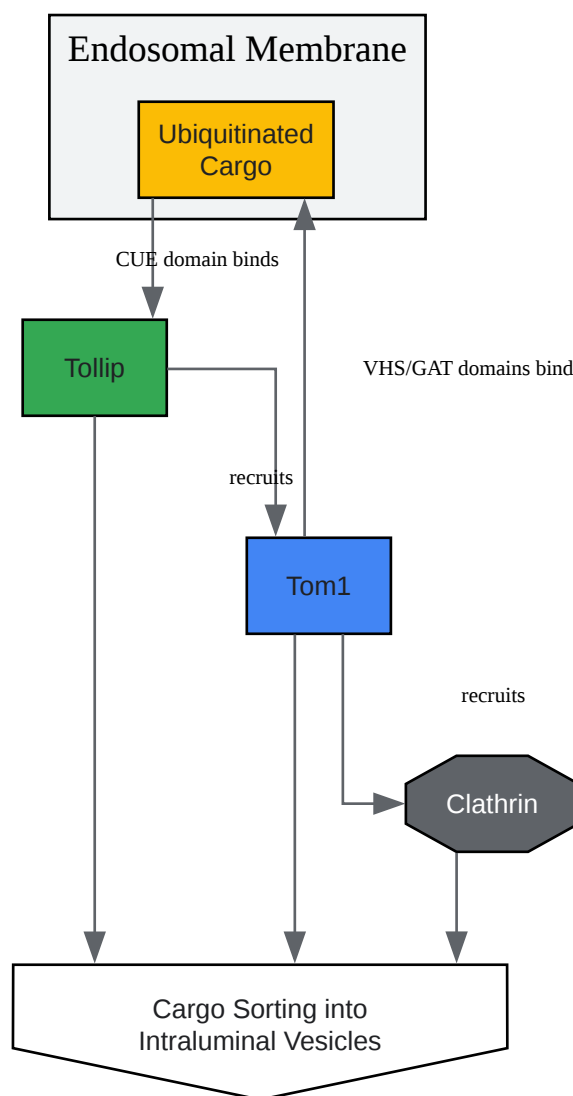 Endosomal Membrane
Ubiquitinated
Cargo
CUE domain binds
Tollip
VHS/GAT domains bind
recruits
Tom1
recruits
Clathrin
Cargo Sorting into
Intraluminal Vesicles